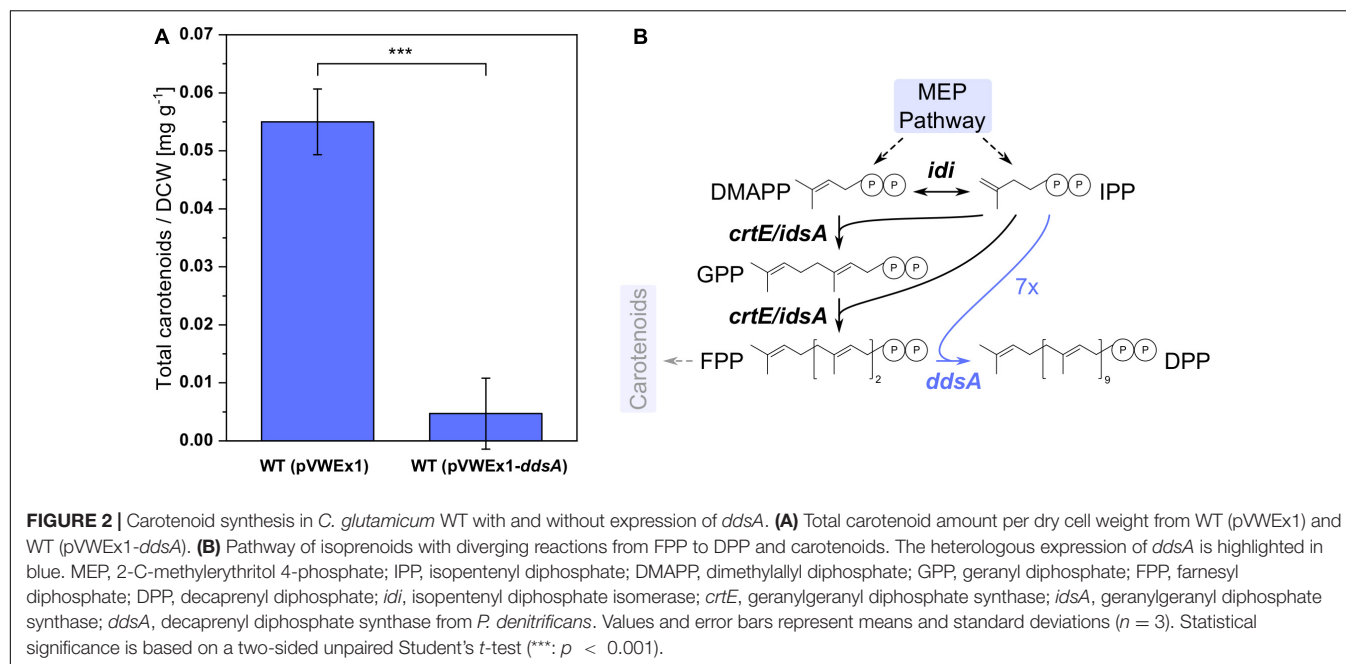 A
Total carotenoids / DCW [mg g⁻¹]
0.07
0.06
0.05
0.04
0.03
0.02
0.01
0.00
***
WT (pVWEx1)
WT (pVWEx1-ddsA)
B
MEP
Pathway
DMAPP
P P
idi
P P
IPP
crtE/idsA
GPP
P P
7x
crtE/idsA
Carotenoids
FPP
2
P P
ddsA
9
P P
DPP
FIGURE 2 | Carotenoid synthesis in C. glutamicum WT with and without expression of ddsA. (A) Total carotenoid amount per dry cell weight from WT (pVWEx1) and
WT (pVWEx1-ddsA). (B) Pathway of isoprenoids with diverging reactions from FPP to DPP and carotenoids. The heterologous expression of ddsA is highlighted in
blue. MEP, 2-C-methylerythritol 4-phosphate; IPP, isopentenyl diphosphate; DMAPP, dimethylallyl diphosphate; GPP, geranyl diphosphate; FPP, farnesyl
diphosphate; DPP, decaprenyl diphosphate; idi, isopentenyl diphosphate isomerase; crtE, geranylgeranyl diphosphate synthase; idsA, geranylgeranyl diphosphate
synthase; ddsA, decaprenyl diphosphate synthase from P. denitrificans. Values and error bars represent means and standard deviations (n = 3). Statistical
significance is based on a two-sided unpaired Student's t-test (***: p < 0.001).